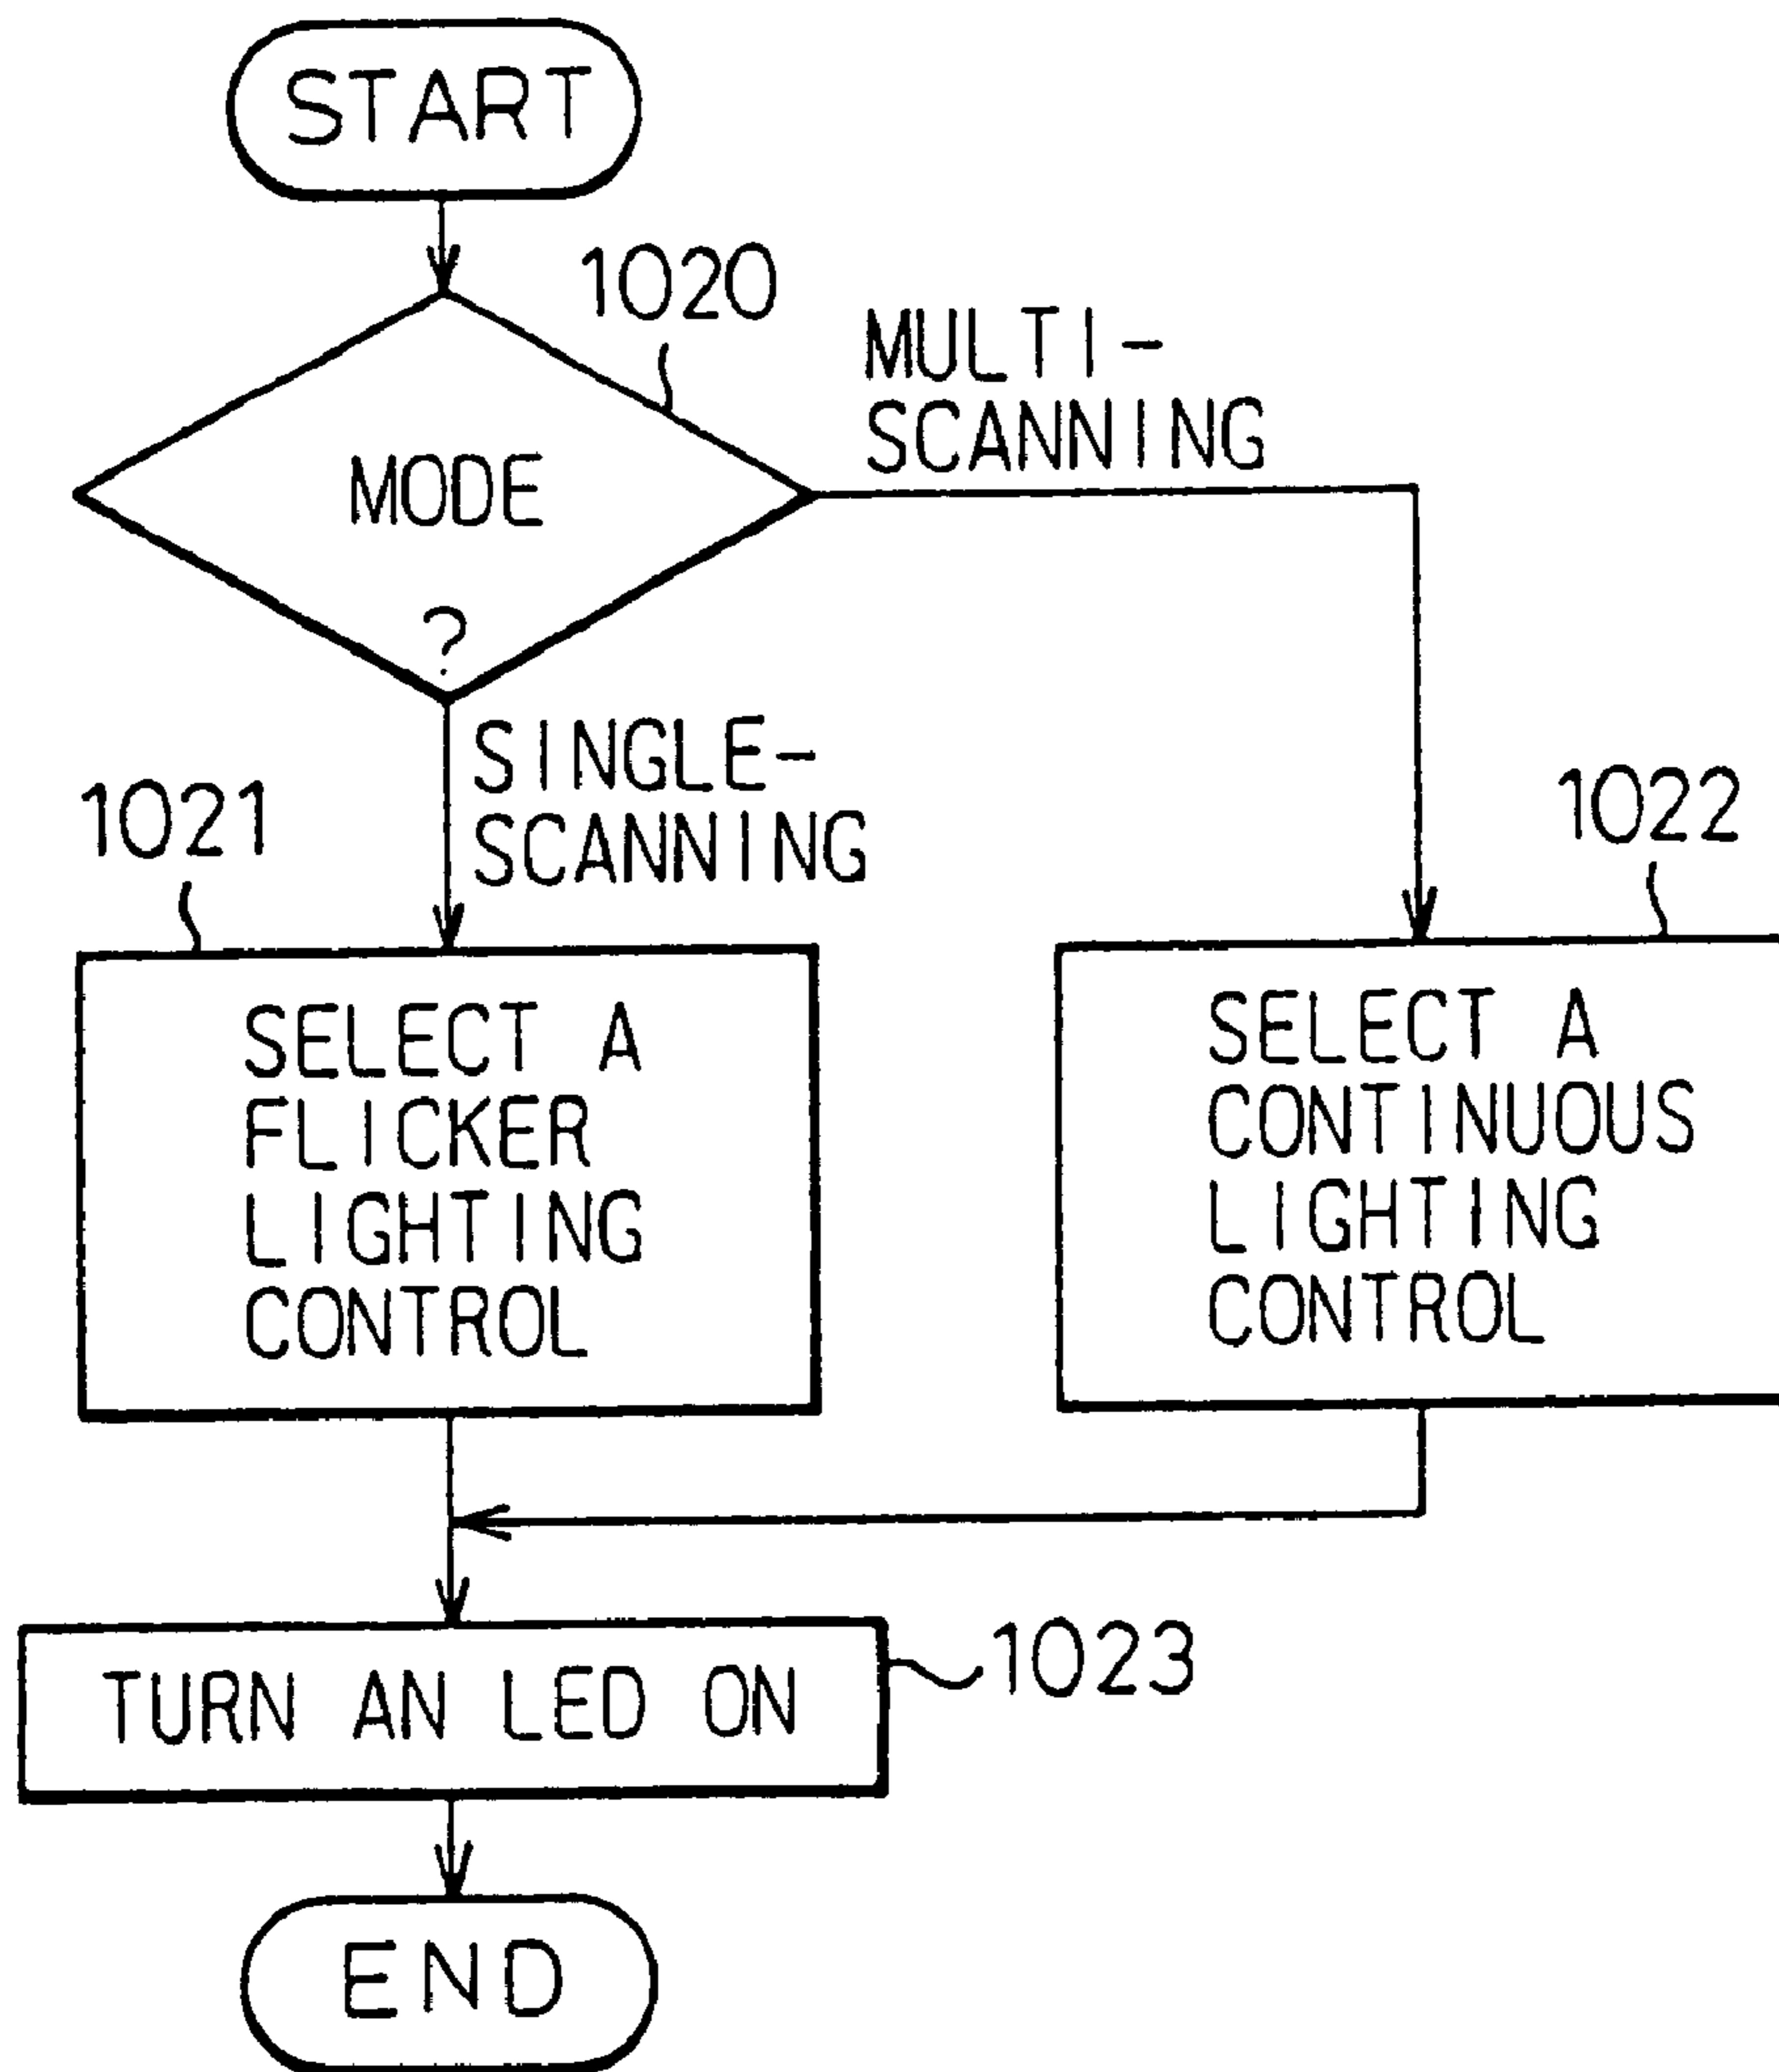 START
1020
MULTI-
SCANNING
MODE
?
SINGLE-
SCANNING
1021
1022
SELECT A
FLICKER
LIGHTING
CONTROL
SELECT A
CONTINUOUS
LIGHTING
CONTROL
TURN AN LED ON
1023
END